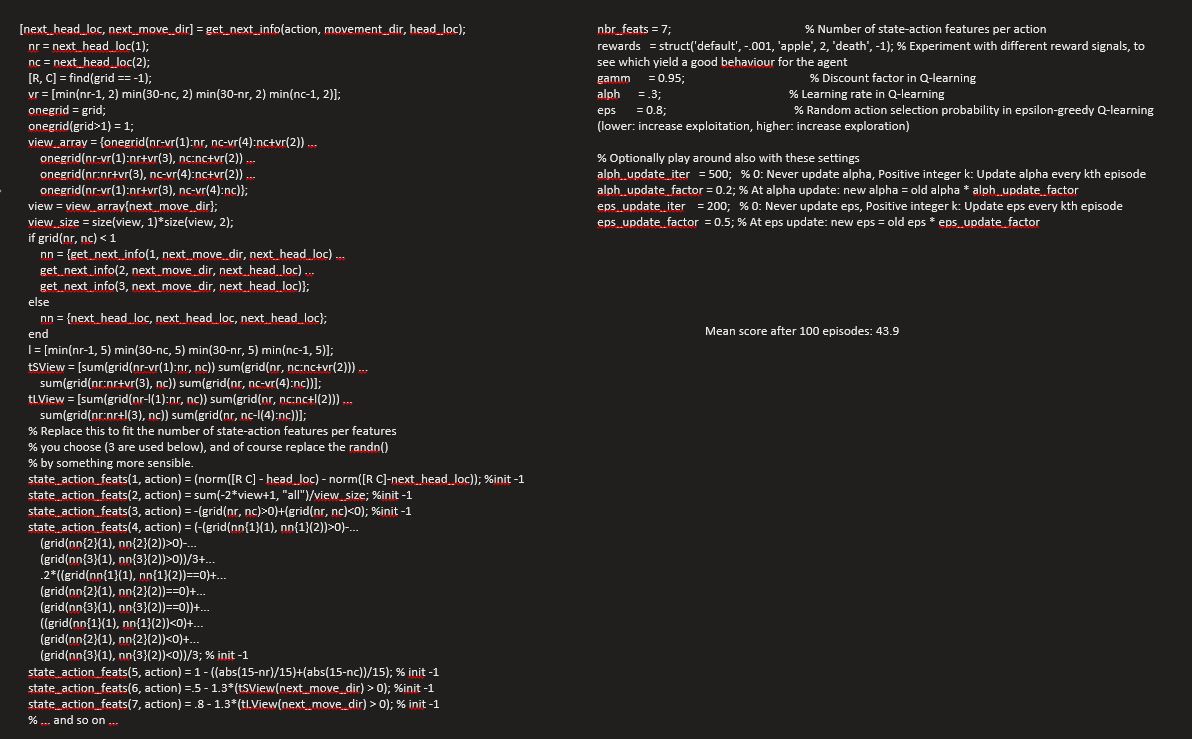 [next_head_loc, next_move_dir] = get_next_info(action, movement_dir, head_loc);
nr = next_head_loc(1);
nc = next_head_loc(2);
[R, C] = find(grid == -1);
vr = [min(nr-1, 2) min(30-nc, 2) min(30-nr, 2) min(nc-1, 2)];
onegrid = grid;
onegrid(grid>1) = 1;
view_array = {onegrid(nr-vr(1):nr, nc-vr(4):nc+vr(2)) ...
onegrid(nr-vr(1):nr+vr(3), nc:nc+vr(2)) ...
onegrid(nr:nr+vr(3), nc-vr(4):nc+vr(2)) ...
onegrid(nr-vr(1):nr+vr(3), nc-vr(4):nc)};
view = view_array{next_move_dir};
view_size = size(view, 1)*size(view, 2);
if grid(nr, nc) < 1
nn = {get_next_info(1, next_move_dir, next_head_loc) ...
get_next_info(2, next_move_dir, next_head_loc) ...
get_next_info(3, next_move_dir, next_head_loc)};
else
nn = {next_head_loc, next_head_loc, next_head_loc};
end
l = [min(nr-1, 5) min(30-nc, 5) min(30-nr, 5) min(nc-1, 5)];
tSView = [sum(grid(nr-vr(1):nr, nc)) sum(grid(nr, nc:nc+vr(2))) ...
sum(grid(nr:nr+vr(3), nc)) sum(grid(nr, nc-vr(4):nc))];
tLView = [sum(grid(nr-l(1):nr, nc)) sum(grid(nr, nc:nc+l(2))) ...
sum(grid(nr:nr+l(3), nc)) sum(grid(nr, nc-l(4):nc))];
% Replace this to fit the number of state-action features per features
% you choose (3 are used below), and of course replace the randn()
% by something more sensible.
state_action_feats(1, action) = (norm([R C] - head_loc) - norm([R C]-next_head_loc)); %init -1
state_action_feats(2, action) = sum(-2*view+1, "all")/view_size; %init -1
state_action_feats(3, action) = -(grid(nr, nc)>0)+(grid(nr, nc)<0); %init -1
state_action_feats(4, action) = (-(grid(nn{1}(1), nn{1}(2))>0)-...
(grid(nn{2}(1), nn{2}(2))>0)-...
(grid(nn{3}(1), nn{3}(2))>0))/3+...
.2*((grid(nn{1}(1), nn{1}(2))==0)+...
(grid(nn{2}(1), nn{2}(2))==0)+...
(grid(nn{3}(1), nn{3}(2))==0))+...
((grid(nn{1}(1), nn{1}(2))<0)+...
(grid(nn{2}(1), nn{2}(2))<0)+...
(grid(nn{3}(1), nn{3}(2))<0))/3; % init -1
state_action_feats(5, action) = 1 - ((abs(15-nr)/15)+(abs(15-nc))/15); % init -1
state_action_feats(6, action) =.5 - 1.3*(tSView(next_move_dir) > 0); %init -1
state_action_feats(7, action) = .8 - 1.3*(tLView(next_move_dir) > 0); % init -1
% ... and so on ...
nbr_feats = 7; % Number of state-action features per action
rewards = struct('default', -.001, 'apple', 2, 'death', -1); % Experiment with different reward signals, to
see which yield a good behaviour for the agent
gamm = 0.95; % Discount factor in Q-learning
alph = .3; % Learning rate in Q-learning
eps = 0.8; % Random action selection probability in epsilon-greedy Q-learning
(lower: increase exploitation, higher: increase exploration)
% Optionally play around also with these settings
alph_update_iter = 500; % 0: Never update alpha, Positive integer k: Update alpha every kth episode
alph_update_factor = 0.2; % At alpha update: new alpha = old alpha * alph_update_factor
eps_update_iter = 200; % 0: Never update eps, Positive integer k: Update eps every kth episode
eps_update_factor = 0.5; % At eps update: new eps = old eps * eps_update_factor
Mean score after 100 episodes: 43.9